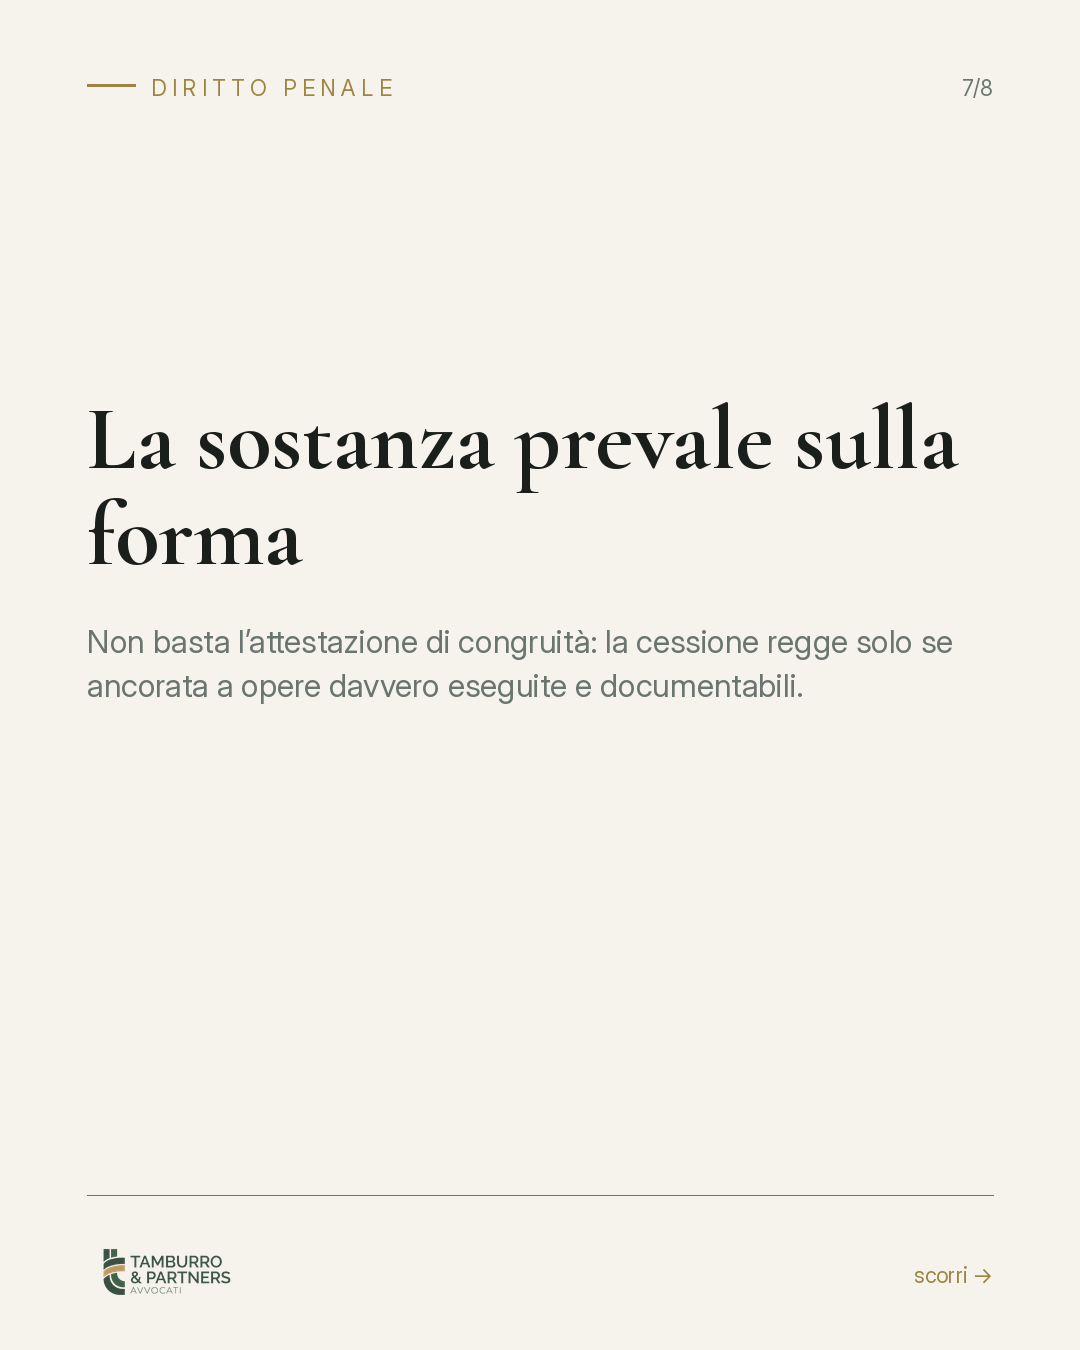 DIRITTO PENALE
7/8
La sostanza prevale sulla
forma
Non basta l’attestazione di congruità: la cessione regge solo se
ancorata a opere davvero eseguite e documentabili.
TAMBURRO
& PARTNERS
AVVOCATI
scorri →